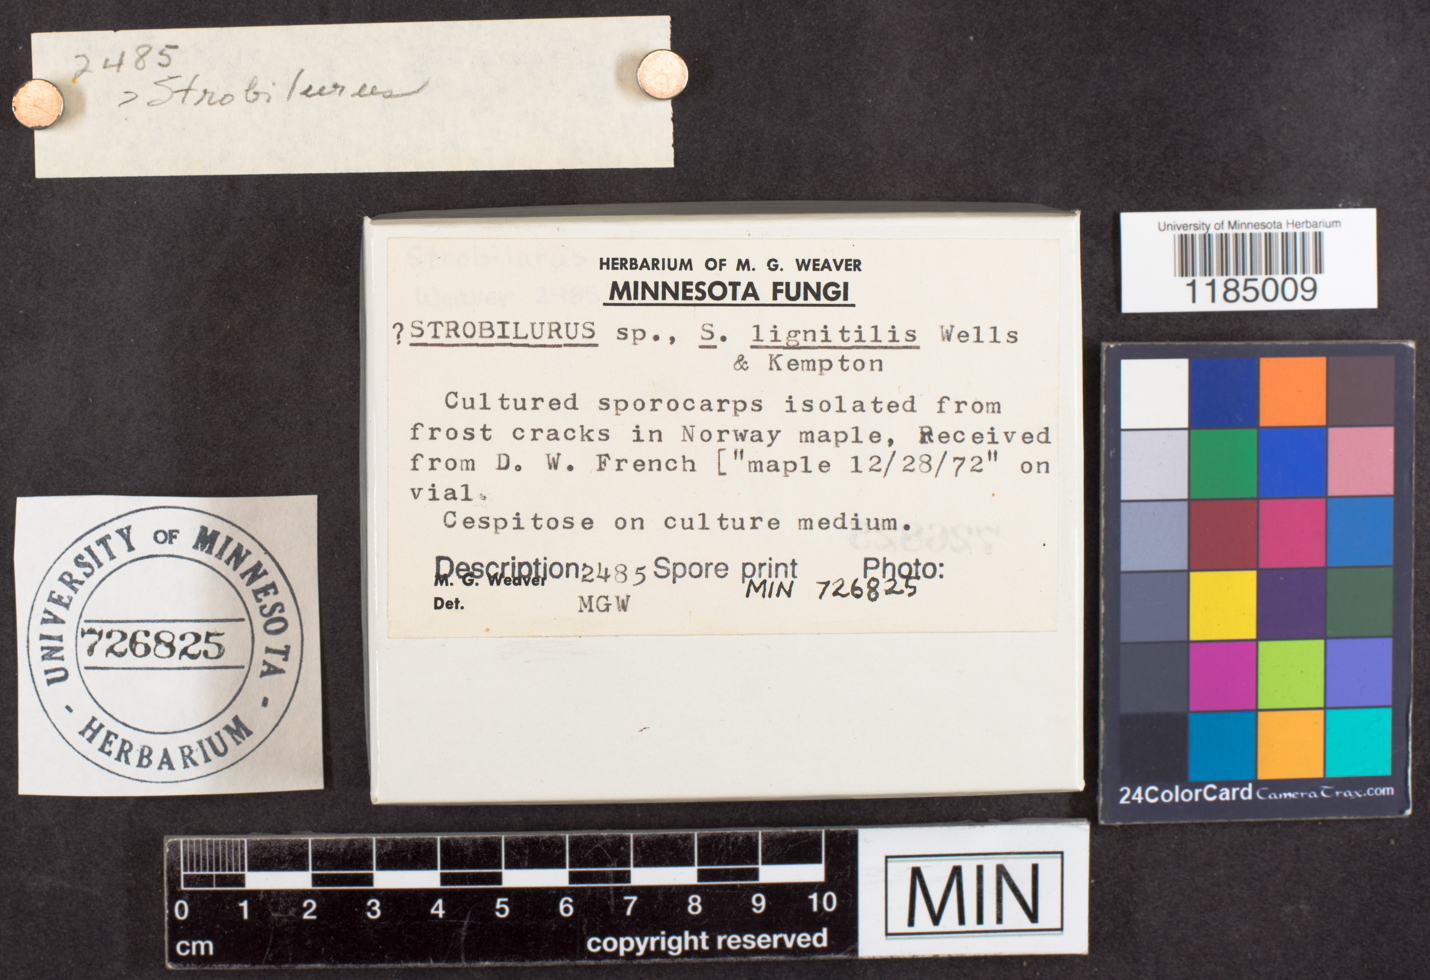 2485
>Strobilurus
HERBARIUM OF M. G. WEAVER
MINNESOTA FUNGI
?STROBILURUS sp., S. lignitilis Wells
& Kempton
Cultured sporocarps isolated from
frost cracks in Norway maple, Received
from D. W. French ["maple 12/28/72" on
vial.
Cespitose on culture medium.
Description: Spore print Photo:
M. G. Weaver 2485
MIN 726825
Det. MGW
University of Minnesota Herbarium
1185009
UNIVERSITY OF MINNESOTA
726825
- HERBARIUM -
24ColorCard CameraTrax.com
0 1 2 3 4 5 6 7 8 9 10
cm
copyright reserved
MIN